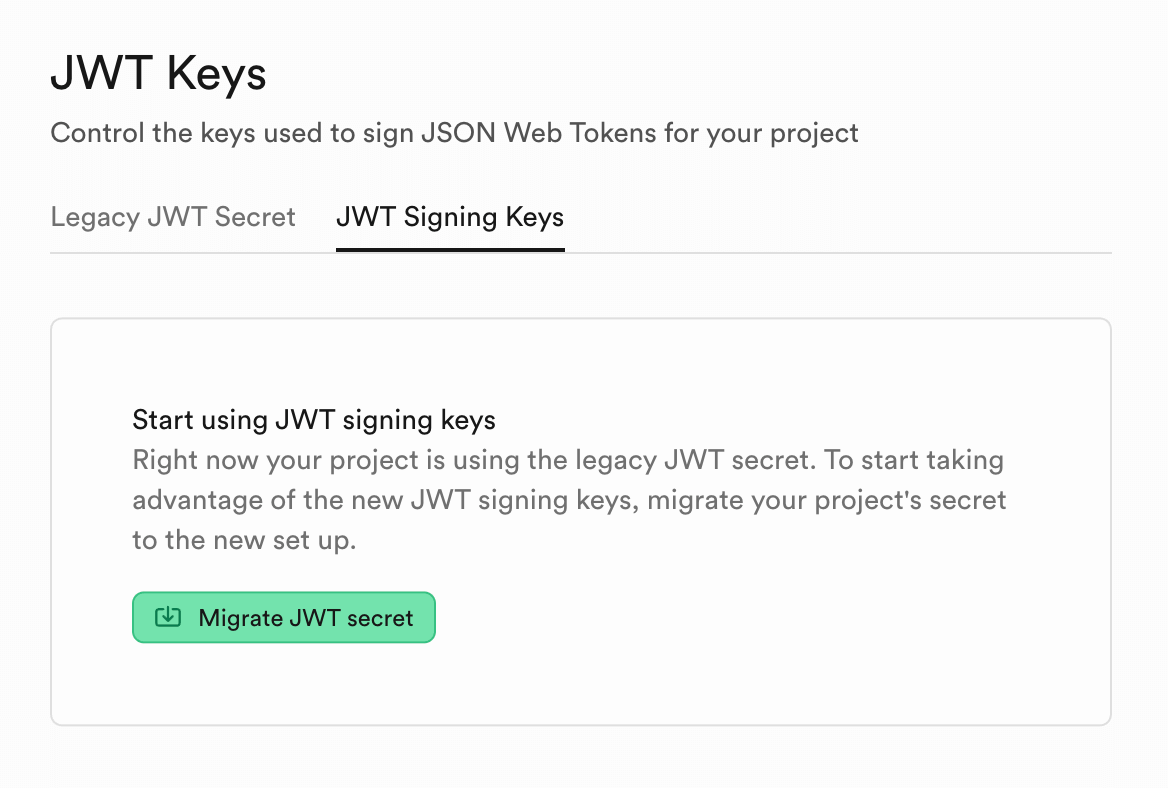 JWT Keys
Control the keys used to sign JSON Web Tokens for your project
Legacy JWT Secret JWT Signing Keys
Start using JWT signing keys
Right now your project is using the legacy JWT secret. To start taking
advantage of the new JWT signing keys, migrate your project's secret
to the new set up.
Migrate JWT secret